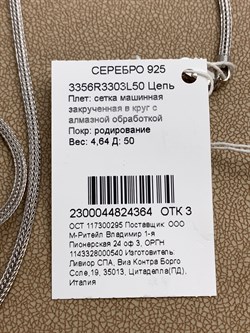 СЕРЕБРО 925
3356R3303L50 Цепь
Плет: сетка машинная
закрученная в круг с
алмазной обработкой
Покр: родирование
Вес: 4,64 Д: 50
2300044824364 ОТК 3
ОСТ 117300295 Поставщик: ООО
М-Ритейл Владимир 1-я
Пионерская 24 оф 3, ОРГН
1143328000540 Изготовитель:
Ливиор СПА, Виа Контра Борго
Соле,19, 35013, Цитаделла(ПД),
Италия